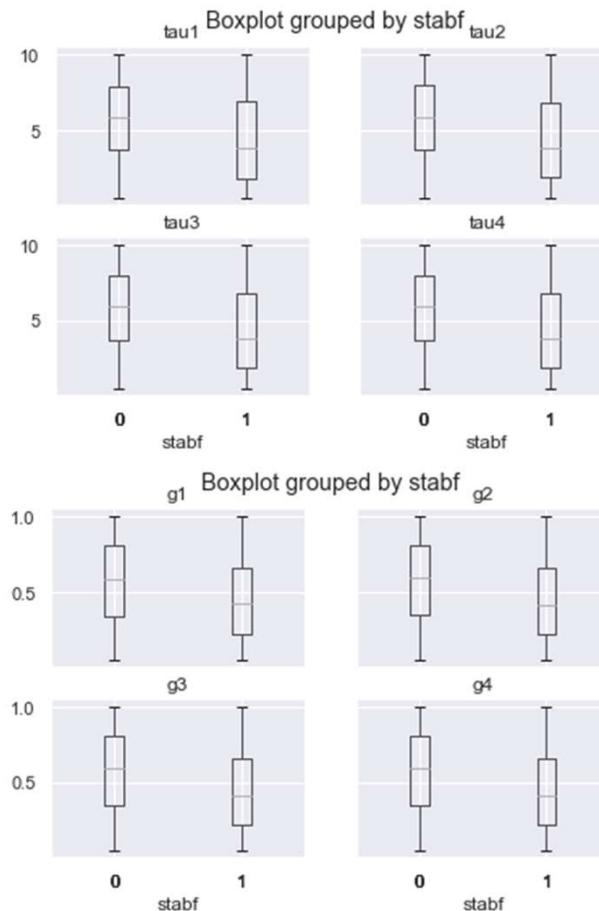 Boxplot grouped by stabf
tau1 tau2
10
5
tau3 tau4
10
5
0 1 0 1
stabf stabf
Boxplot grouped by stabf
g1 g2
1.0
0.5
g3 g4
1.0
0.5
0 1 0 1
stabf stabf